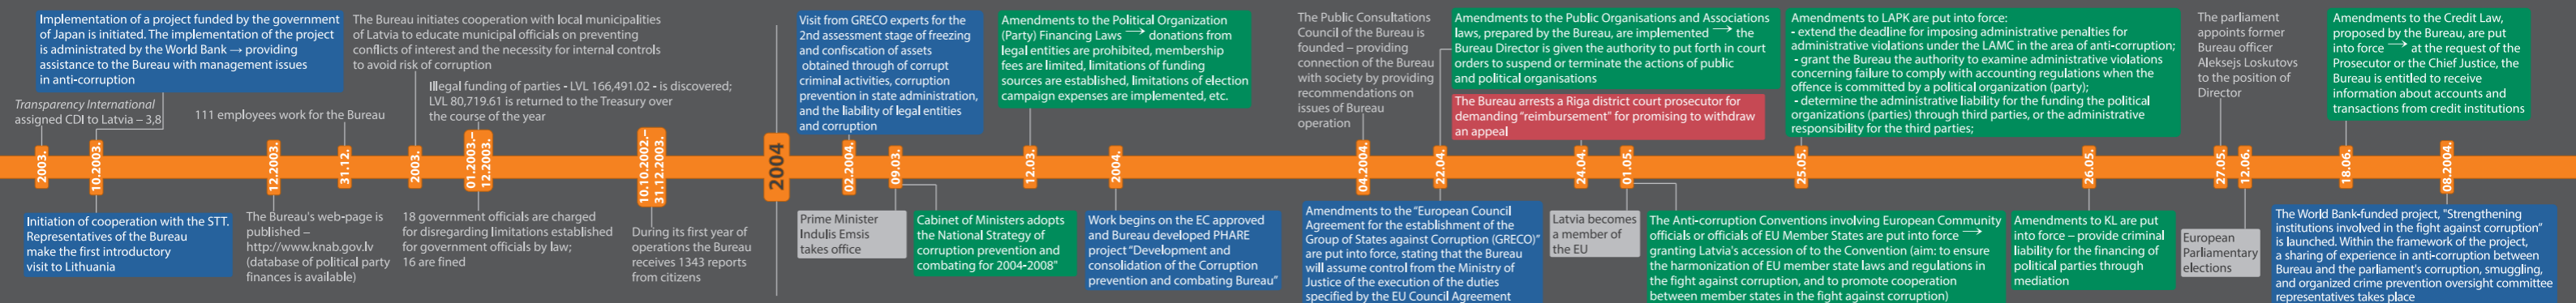 Implementation of a project funded by the government
of Japan is initiated. The implementation of the project
is administrated by the World Bank → providing
assistance to the Bureau with management issues
in anti-corruption
The Bureau initiates cooperation with local municipalities
of Latvia to educate municipal officials on preventing
conflicts of interest and the necessity for internal controls
to avoid risk of corruption
Transparency International
assigned CDI to Latvia – 3,8
111 employees work for the Bureau
Illegal funding of parties - LVL 166,491.02 - is discovered;
LVL 80,719.61 is returned to the Treasury over
the course of the year
Visit from GRECO experts for the
2nd assessment stage of freezing
and confiscation of assets
obtained through of corrupt
criminal activities, corruption
prevention in state administration,
and the liability of legal entities
and corruption
Amendments to the Political Organization
(Party) Financing Laws → donations from
legal entities are prohibited, membership
fees are limited, limitations of funding
sources are established, limitations of election
campaign expenses are implemented, etc.
The Public Consultations
Council of the Bureau is
founded – providing
connection of the Bureau
with society by providing
recommendations on
issues of Bureau
operation
Amendments to the Public Organisations and Associations
laws, prepared by the Bureau, are implemented → the
Bureau Director is given the authority to put forth in court
orders to suspend or terminate the actions of public
and political organisations
The Bureau arrests a Riga district court prosecutor for
demanding "reimbursement" for promising to withdraw
an appeal
Amendments to LAPK are put into force:
- extend the deadline for imposing administrative penalties for
administrative violations under the LAMC in the area of anti-corruption;
- grant the Bureau the authority to examine administrative violations
concerning failure to comply with accounting regulations when the
offence is committed by a political organization (party);
- determine the administrative liability for the funding the political
organizations (parties) through third parties, or the administrative
responsibility for the third parties;
The parliament
appoints former
Bureau officer
Aleksejs Loskutovs
to the position of
Director
Amendments to the Credit Law,
proposed by the Bureau, are put
into force → at the request of the
Prosecutor or the Chief Justice, the
Bureau is entitled to receive
information about accounts and
transactions from credit institutions
2003.
10.2003.
12.2003.
31.12.
2003.
01.2003.–
12.2003.
10.10.2002.–
31.12.2003.
2004
02.2004.
09.03.
12.03.
2004.
04.2004.
22.04.
24.04.
01.05.
25.05.
26.05.
27.05.
12.06.
18.06.
08.2004.
Initiation of cooperation with the STT.
Representatives of the Bureau
make the first introductory
visit to Lithuania
The Bureau's web-page is
published –
http://www.knab.gov.lv
(database of political party
finances is available)
18 government officials are charged
for disregarding limitations established
for government officials by law;
16 are fined
During its first year of
operations the Bureau
receives 1343 reports
from citizens
Prime Minister
Indulis Emsis
takes office
Cabinet of Ministers adopts
the National Strategy of
corruption prevention and
combating for 2004-2008"
Work begins on the EC approved
and Bureau developed PHARE
project "Development and
consolidation of the Corruption
prevention and combating Bureau"
Amendments to the "European Council
Agreement for the establishment of the
Group of States against Corruption (GRECO)"
are put into force, stating that the Bureau
will assume control from the Ministry of
Justice of the execution of the duties
specified by the EU Council Agreement
Latvia becomes
a member of
the EU
The Anti-corruption Conventions involving European Community
officials or officials of EU Member States are put into force →
granting Latvia's accession of to the Convention (aim: to ensure
the harmonization of EU member state laws and regulations in
the fight against corruption, and to promote cooperation
between member states in the fight against corruption)
Amendments to KL are put
into force – provide criminal
liability for the financing of
political parties through
mediation
European
Parliamentary
elections
The World Bank-funded project, "Strengthening
institutions involved in the fight against corruption"
is launched. Within the framework of the project,
a sharing of experience in anti-corruption between
Bureau and the parliament's corruption, smuggling,
and organized crime prevention oversight committee
representatives takes place